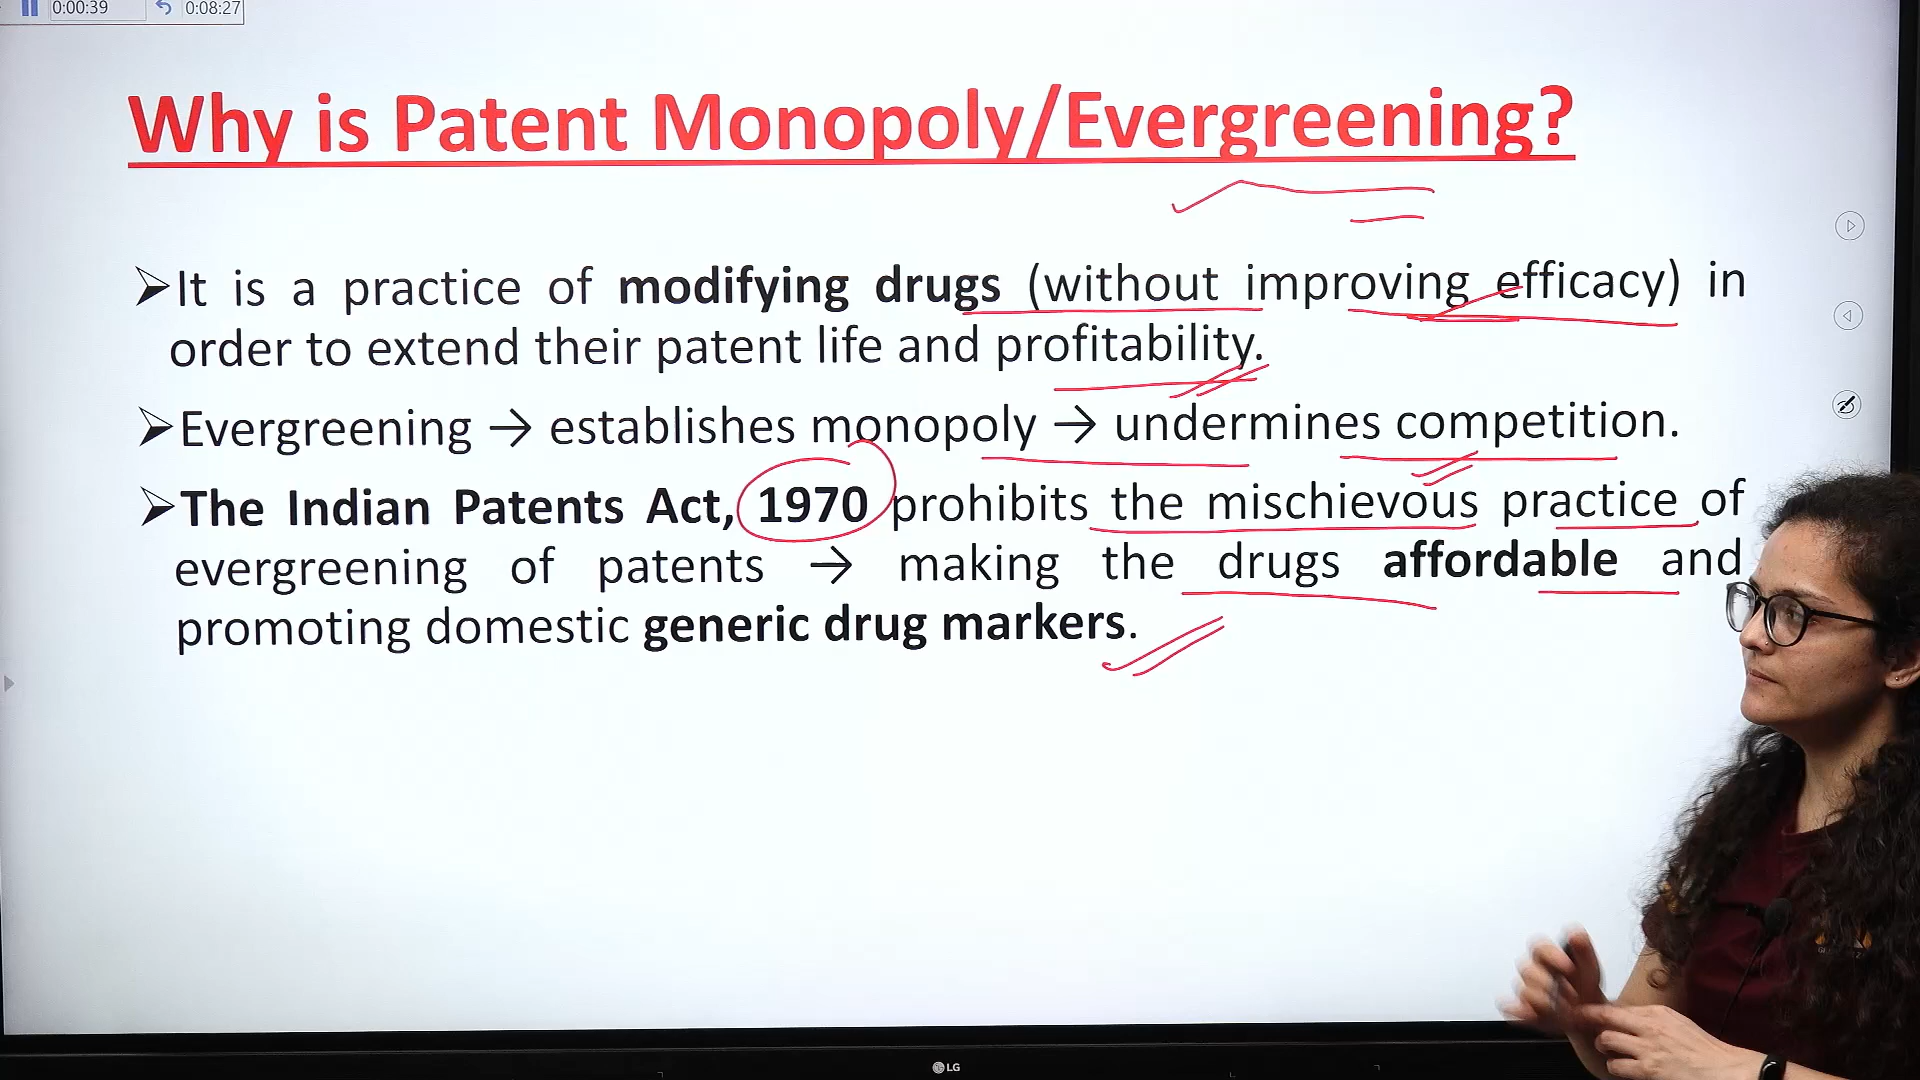 0:00:39 0:08:27
Why is Patent Monopoly/Evergreening?
➢It is a practice of modifying drugs (without improving efficacy) in
order to extend their patent life and profitability.
➢Evergreening → establishes monopoly → undermines competition.
➢The Indian Patents Act, 1970 prohibits the mischievous practice of
evergreening of patents → making the drugs affordable and
promoting domestic generic drug markers.
LG